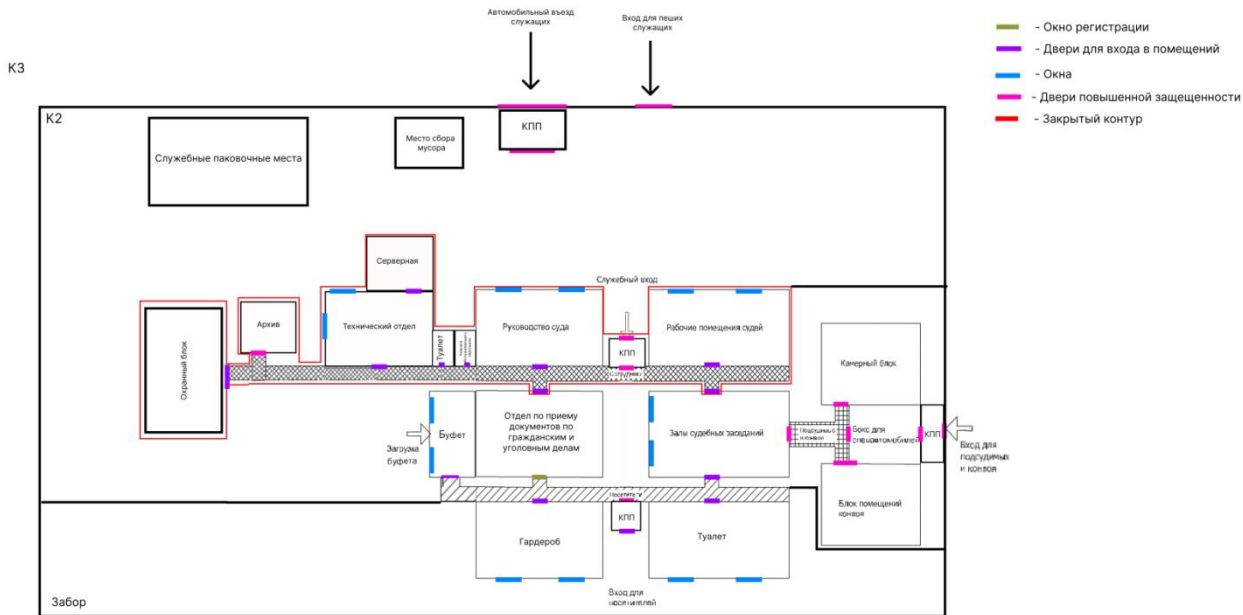 Автомобильный въезд
служащих
Вход для пеших
служащих
- Окно регистрации
- Двери для входа в помещений
- Окна
- Двери повышенной защещенности
- Закрытый контур
К3
К2
КПП
Место сбора
мусора
Служебные паковочные места
Серверная
Служебный вход
Архив
Технический отдел
Туалет
Руководство суда
КПП
Рабочие помещения судей
Охранный блок
Камерный блок
Отдел по приему
документов по
гражданским и
уголовным делам
Буфет
Залы судебных заседаний
и конвоя
Бокс для
КПП
Загрузка
буфета
Вход для
подсудимых
и конвоя
КПП
Блок помещений
конвоя
Гардероб
Туалет
Вход для
Забор